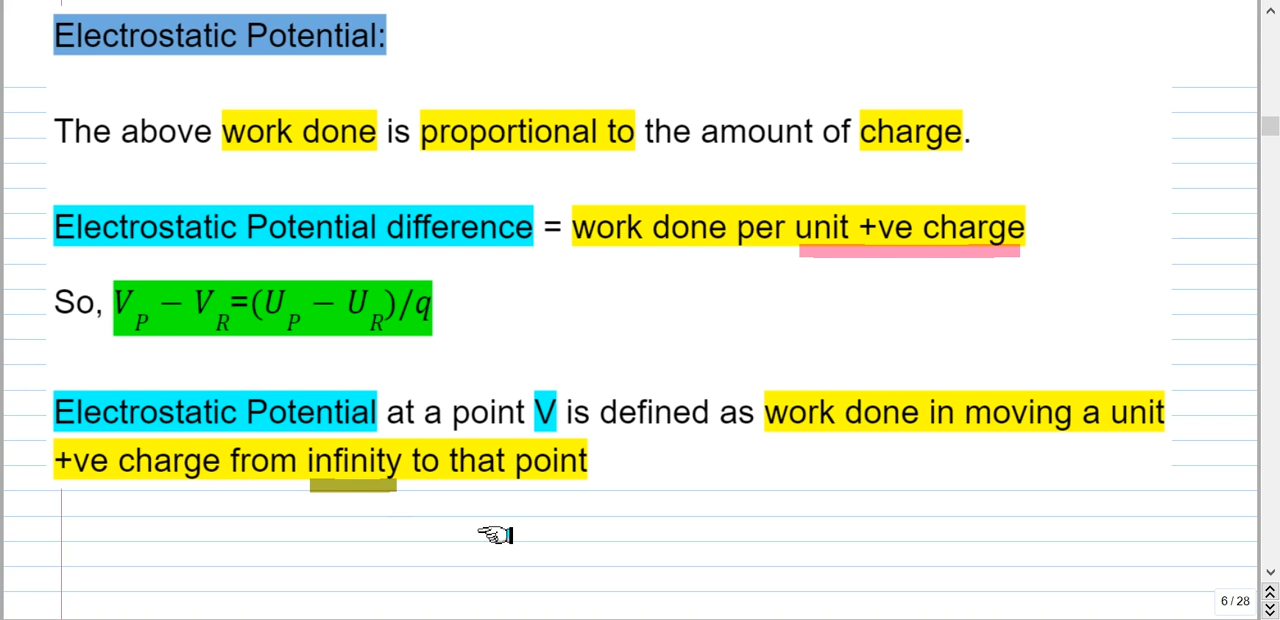 Electrostatic Potential:
The above work done is proportional to the amount of charge.
Electrostatic Potential difference = work done per unit +ve charge
So, V_P − V_R=(U_P − U_R)/q
Electrostatic Potential at a point V is defined as work done in moving a unit
+ve charge from infinity to that point
6 / 28